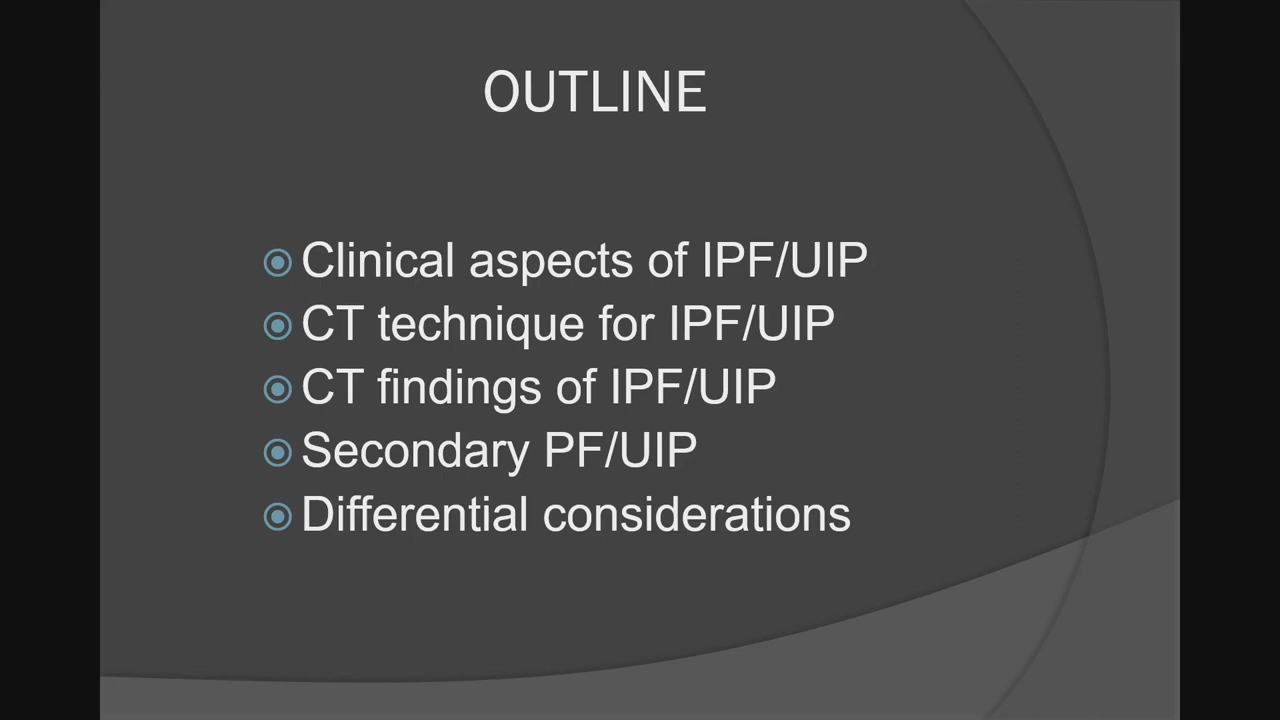 OUTLINE
Clinical aspects of IPF/UIP
CT technique for IPF/UIP
CT findings of IPF/UIP
Secondary PF/UIP
Differential considerations